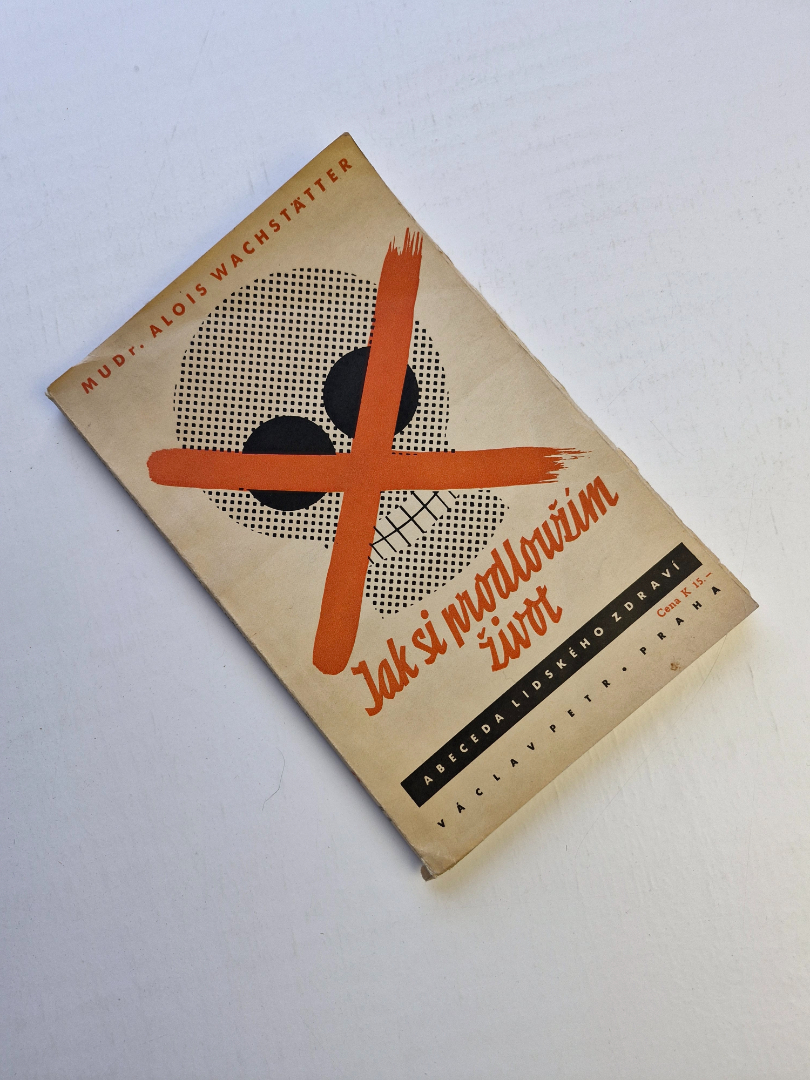 MUDr. ALOIS WACHSTÄTTER
Jak si prodloužím
život
ABECEDA LIDSKÉHO ZDRAVÍ
Cena K 15.–
VÁCLAV PETR • PRAHA